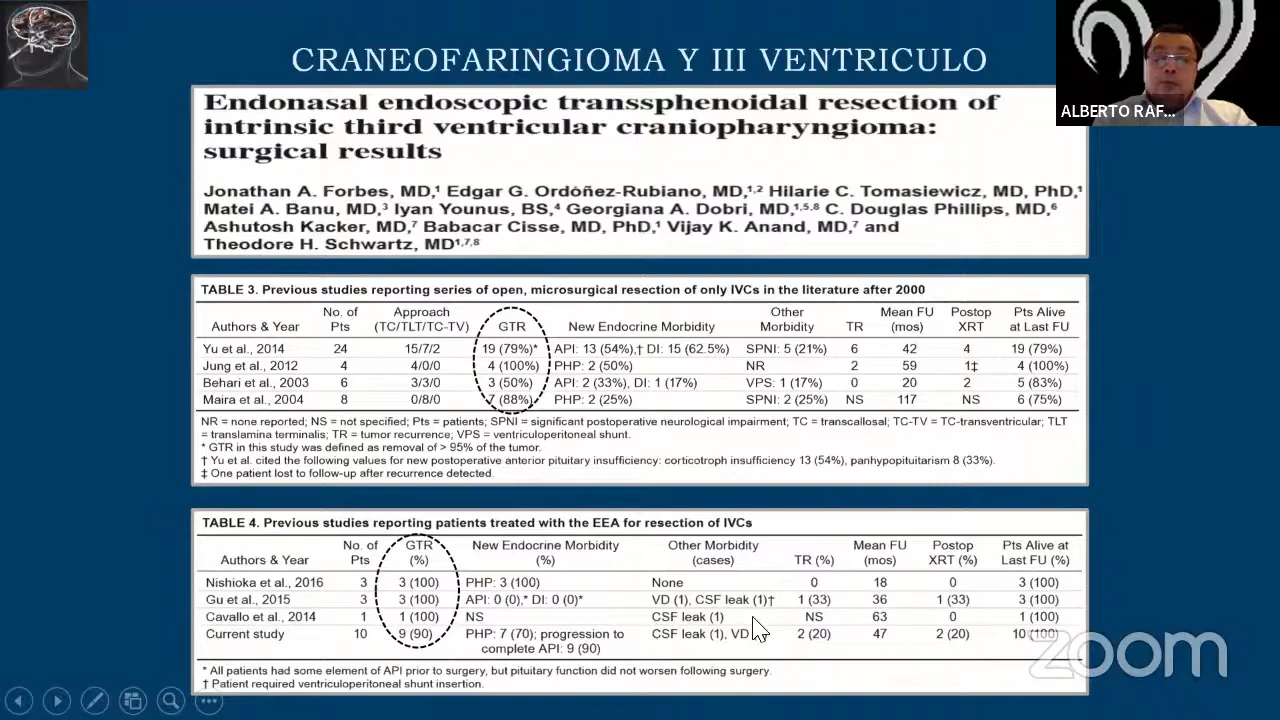 CRANEOFARINGIOMA Y III VENTRICULO
ALBERTO RAF...
Endonasal endoscopic transsphenoidal resection of
intrinsic third ventricular craniopharyngioma:
surgical results
Jonathan A. Forbes, MD,¹ Edgar G. Ordóñez-Rubiano, MD,¹,² Hilarie C. Tomasiewicz, MD, PhD,¹
Matei A. Banu, MD,³ Iyan Younus, BS,⁴ Georgiana A. Dobri, MD,¹,⁵,⁸ C. Douglas Phillips, MD,⁶
Ashutosh Kacker, MD,⁷ Babacar Cisse, MD, PhD,¹ Vijay K. Anand, MD,⁷ and
Theodore H. Schwartz, MD¹,⁷,⁸
TABLE 3. Previous studies reporting series of open, microsurgical resection of only IVCs in the literature after 2000
No. of Approach Other Mean FU Postop Pts Alive
Authors & Year Pts (TC/TLT/TC-TV) GTR New Endocrine Morbidity Morbidity TR (mos) XRT at Last FU
Yu et al., 2014 24 15/7/2 19 (79%)* API: 13 (54%),† DI: 15 (62.5%) SPNI: 5 (21%) 6 42 4 19 (79%)
Jung et al., 2012 4 4/0/0 4 (100%) PHP: 2 (50%) NR 2 59 1‡ 4 (100%)
Behari et al., 2003 6 3/3/0 3 (50%) API: 2 (33%), DI: 1 (17%) VPS: 1 (17%) 0 20 2 5 (83%)
Maira et al., 2004 8 0/8/0 7 (88%) PHP: 2 (25%) SPNI: 2 (25%) NS 117 NS 6 (75%)
NR = none reported; NS = not specified; Pts = patients; SPNI = significant postoperative neurological impairment; TC = transcallosal; TC-TV = TC-transventricular; TLT
= translamina terminalis; TR = tumor recurrence; VPS = ventriculoperitoneal shunt.
* GTR in this study was defined as removal of > 95% of the tumor.
† Yu et al. cited the following values for new postoperative anterior pituitary insufficiency: corticotroph insufficiency 13 (54%), panhypopituitarism 8 (33%).
‡ One patient lost to follow-up after recurrence detected.
TABLE 4. Previous studies reporting patients treated with the EEA for resection of IVCs
No. of GTR New Endocrine Morbidity Other Morbidity Mean FU Postop Pts Alive at
Authors & Year Pts (%) (%) (cases) TR (%) (mos) XRT (%) Last FU (%)
Nishioka et al., 2016 3 3 (100) PHP: 3 (100) None 0 18 0 3 (100)
Gu et al., 2015 3 3 (100) API: 0 (0),* DI: 0 (0)* VD (1), CSF leak (1)† 1 (33) 36 1 (33) 3 (100)
Cavallo et al., 2014 1 1 (100) NS CSF leak (1) NS 63 0 1 (100)
Current study 10 9 (90) PHP: 7 (70); progression to CSF leak (1), VD 2 (20) 47 2 (20) 10 (100)
complete API: 9 (90)
* All patients had some element of API prior to surgery, but pituitary function did not worsen following surgery.
† Patient required ventriculoperitoneal shunt insertion.
zoom